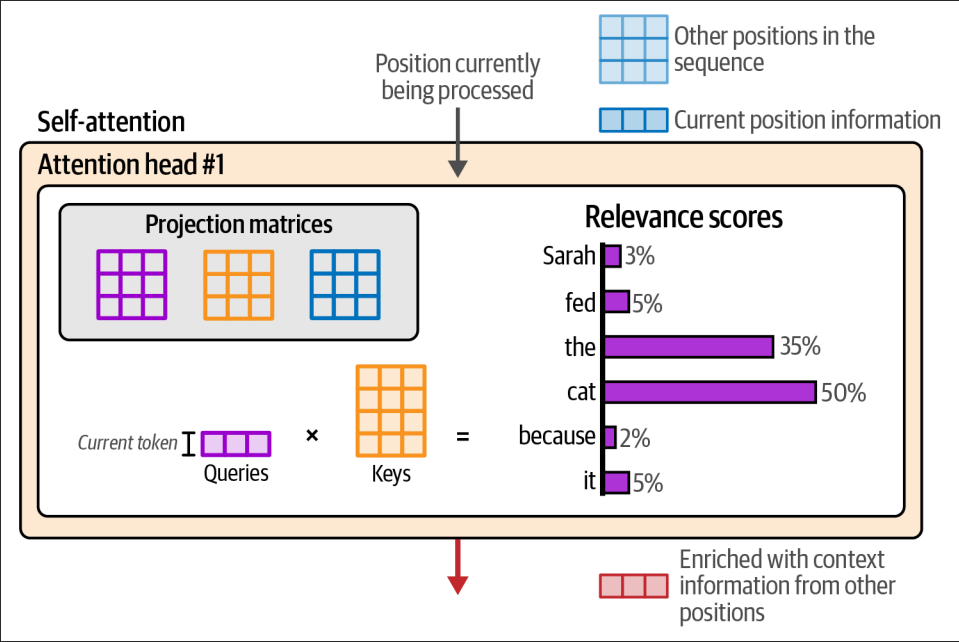 Other positions in the
sequence
Position currently
being processed
Current position information
Self-attention
Attention head #1
Projection matrices
Relevance scores
Sarah 3%
fed 5%
the 35%
cat 50%
because 2%
it 5%
Current token
×
=
Queries
Keys
Enriched with context
information from other
positions